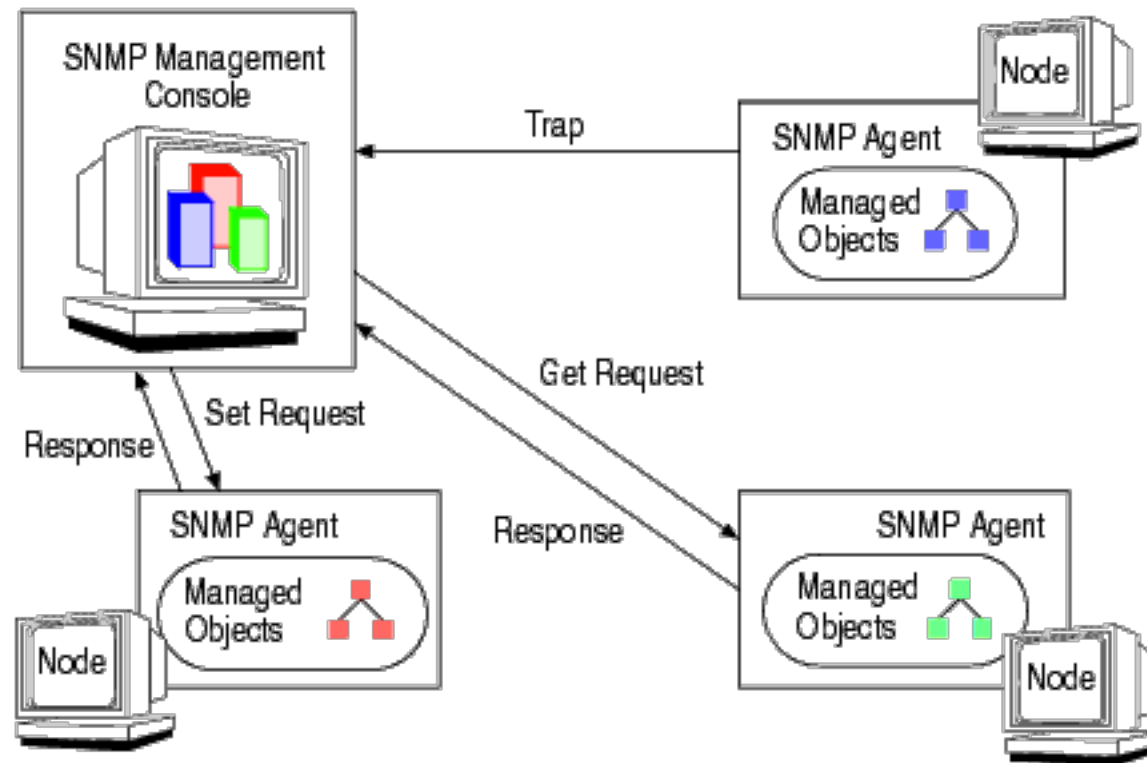 SNMP Management
Console
Node
Trap
SNMP Agent
Managed
Objects
Get Request
Set Request
Response
SNMP Agent
Managed
Objects
Node
Response
SNMP Agent
Managed
Objects
Node